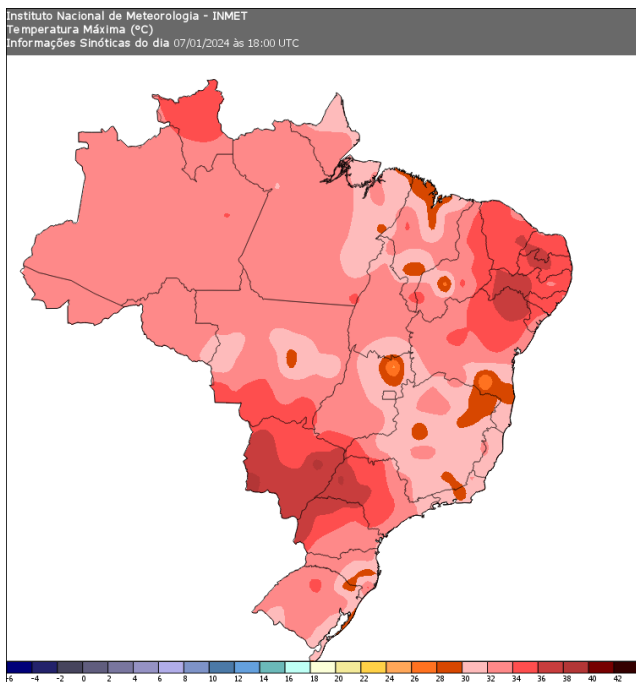 Instituto Nacional de Meteorologia - INMET
Temperatura Máxima (ºC)
Informações Sinóticas do dia 07/01/2024 às 18:00 UTC
-6 -4 -2 0 2 4 6 8 10 12 14 16 18 20 22 24 26 28 30 32 34 36 38 40 42